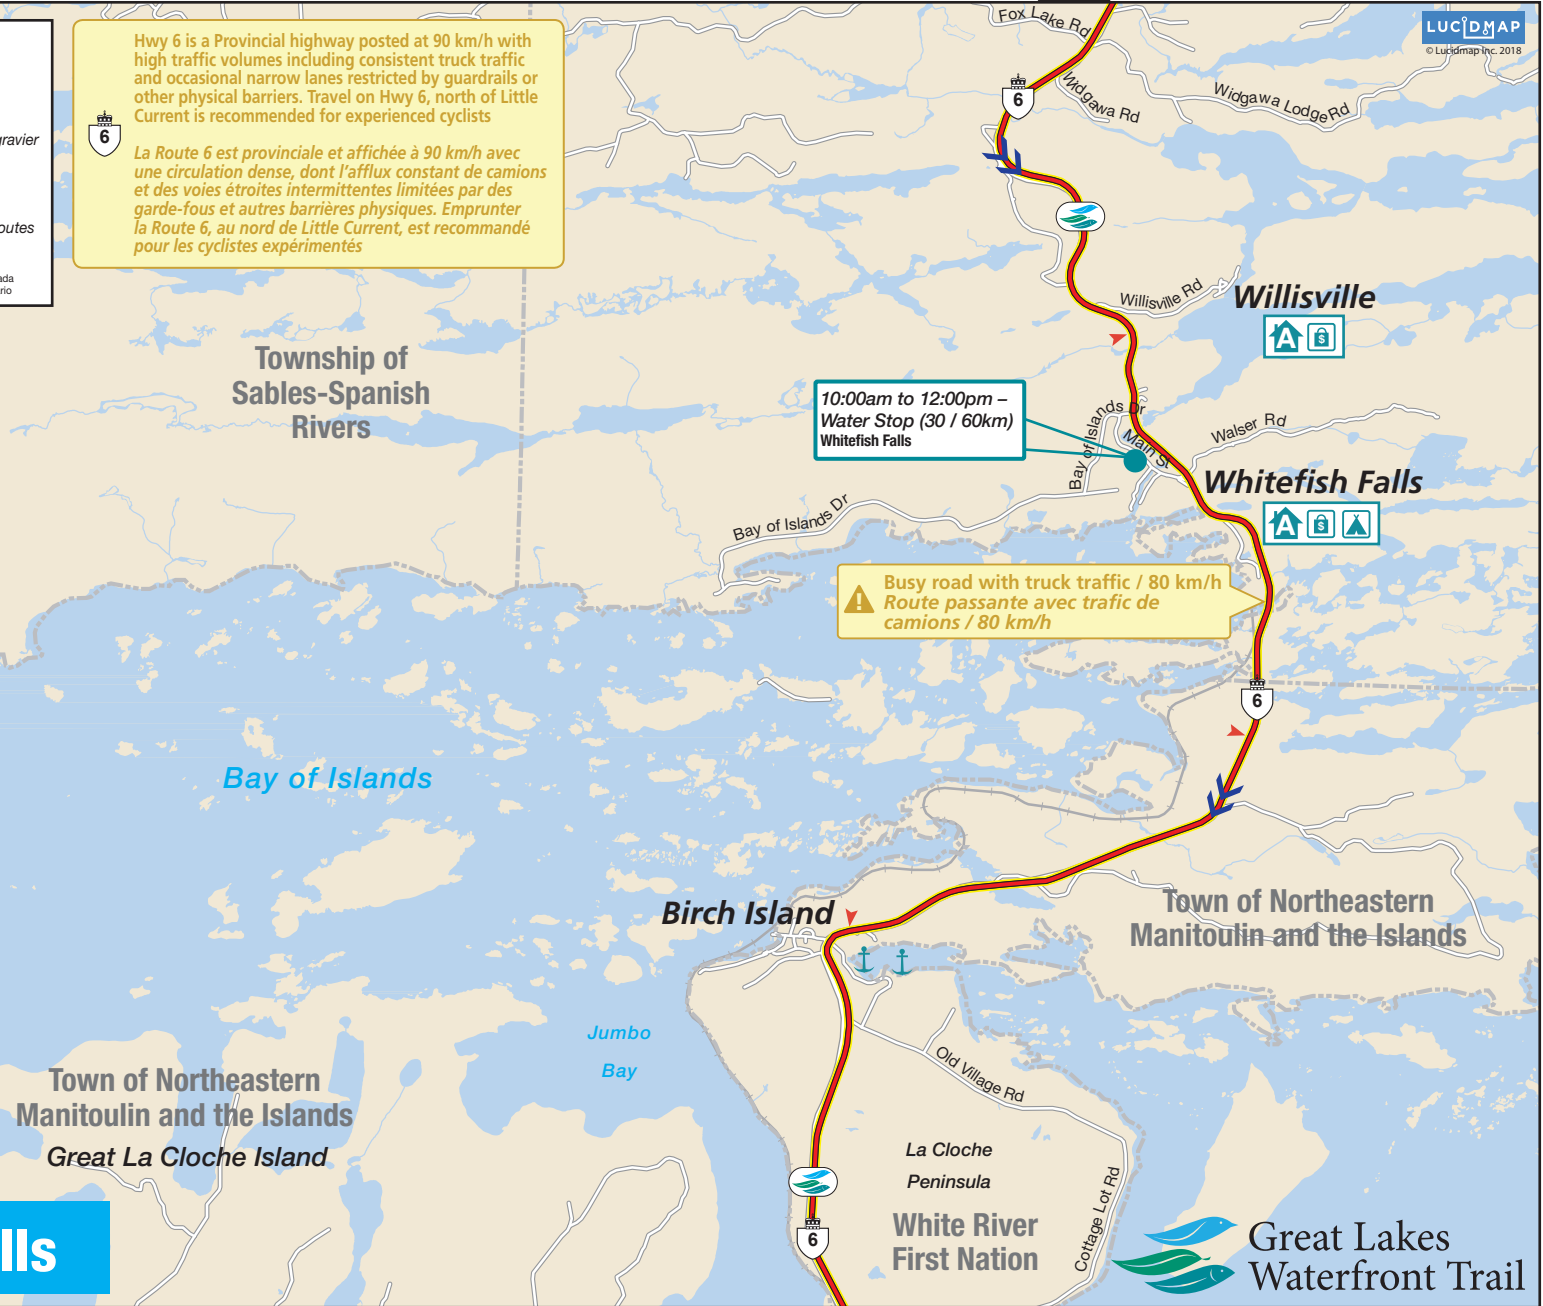 Hwy 6 is a Provincial highway posted at 90 km/h with
high traffic volumes including consistent truck traffic
and occasional narrow lanes restricted by guardrails or
other physical barriers. Travel on Hwy 6, north of Little
Current is recommended for experienced cyclists
6
La Route 6 est provinciale et affichée à 90 km/h avec
une circulation dense, dont l'afflux constant de camions
et des voies étroites intermittentes limitées par des
garde-fous et autres barrières physiques. Emprunter
la Route 6, au nord de Little Current, est recommandé
pour les cyclistes expérimentés
gravier
outes
ada
rio
LUCIDMAP
© Lucidmap Inc. 2018
Fox Lake Rd
6
Widgawa Rd
Widgawa Lodge Rd
Willisville Rd
Willisville
A
$
Township of
Sables-Spanish
Rivers
10:00am to 12:00pm –
Water Stop (30 / 60km)
Whitefish Falls
Bay of Islands Dr
Main St
Walser Rd
Whitefish Falls
A
$
Bay of Islands Dr
Busy road with truck traffic / 80 km/h
Route passante avec trafic de
camions / 80 km/h
6
Bay of Islands
Birch Island
Town of Northeastern
Manitoulin and the Islands
Jumbo
Bay
Old Village Rd
Town of Northeastern
Manitoulin and the Islands
Great La Cloche Island
La Cloche
Peninsula
White River
First Nation
Cottage Lot Rd
6
lls
Great Lakes
Waterfront Trail